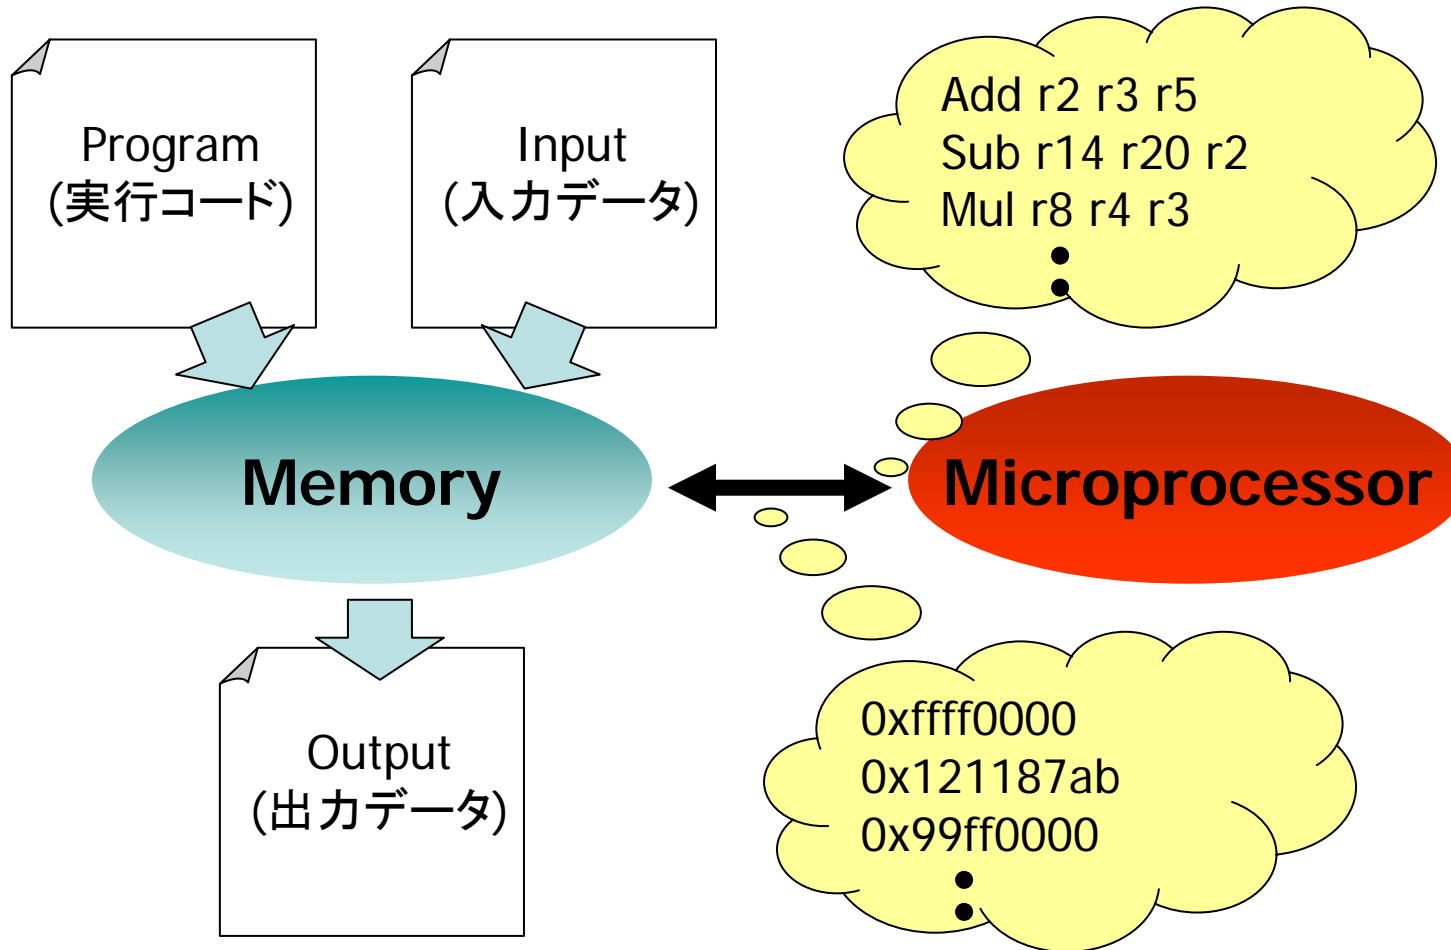 Program
(実行コード)
Input
(入力データ)
Add r2 r3 r5
Sub r14 r20 r2
Mul r8 r4 r3
Memory
Microprocessor
Output
(出力データ)
0xffff0000
0x121187ab
0x99ff0000